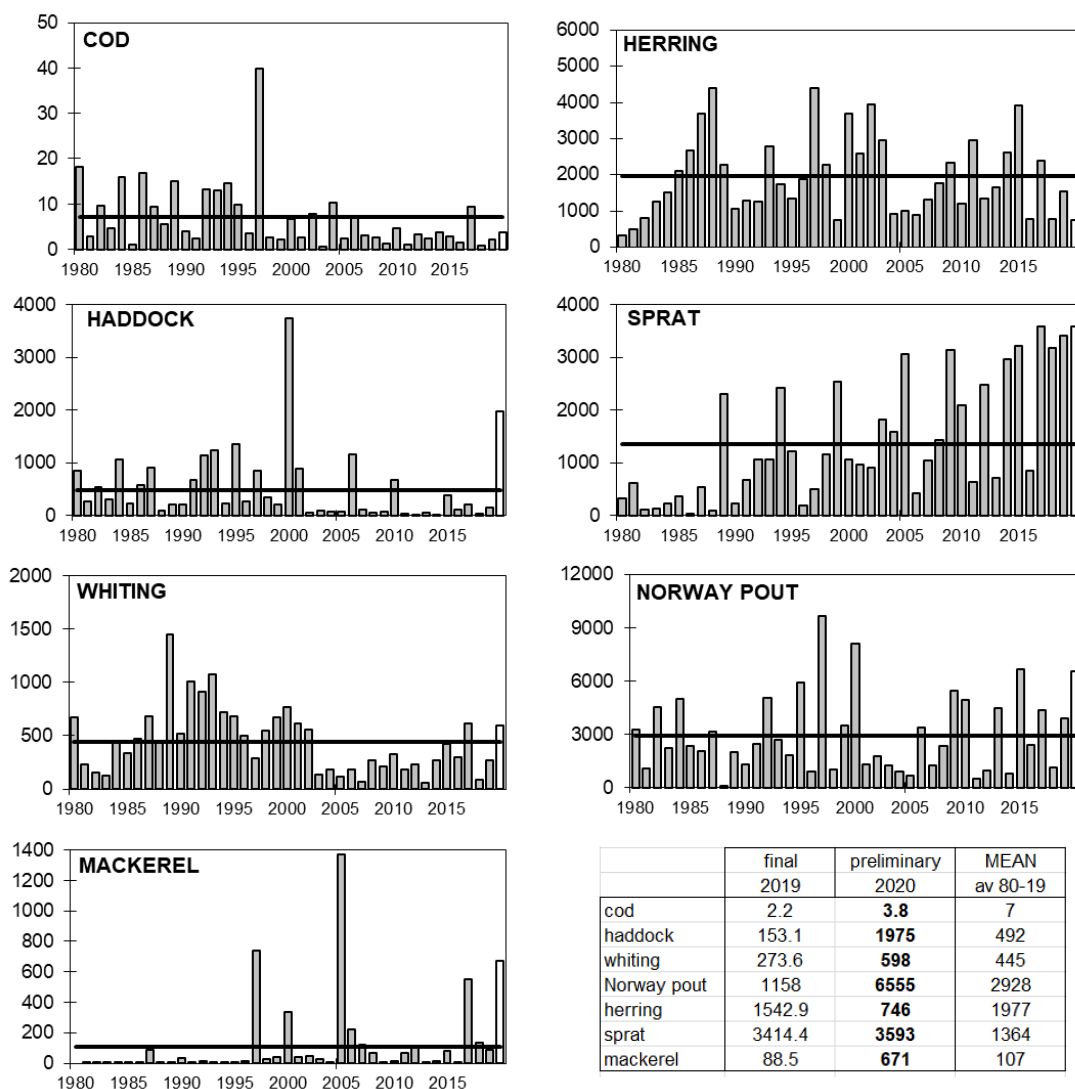 COD
50
40
30
20
10
0
1980 1985 1990 1995 2000 2005 2010 2015
HERRING
6000
5000
4000
3000
2000
1000
0
1980 1985 1990 1995 2000 2005 2010 2015
HADDOCK
4000
3000
2000
1000
0
1980 1985 1990 1995 2000 2005 2010 2015
SPRAT
4000
3000
2000
1000
0
1980 1985 1990 1995 2000 2005 2010 2015
WHITING
2000
1500
1000
500
0
1980 1985 1990 1995 2000 2005 2010 2015
NORWAY POUT
12000
9000
6000
3000
0
1980 1985 1990 1995 2000 2005 2010 2015
MACKEREL
1400
1200
1000
800
600
400
200
0
1980 1985 1990 1995 2000 2005 2010 2015
final preliminary MEAN
2019 2020 av 80-19
cod 2.2 3.8 7
haddock 153.1 1975 492
whiting 273.6 598 445
Norway pout 1158 6555 2928
herring 1542.9 746 1977
sprat 3414.4 3593 1364
mackerel 88.5 671 107